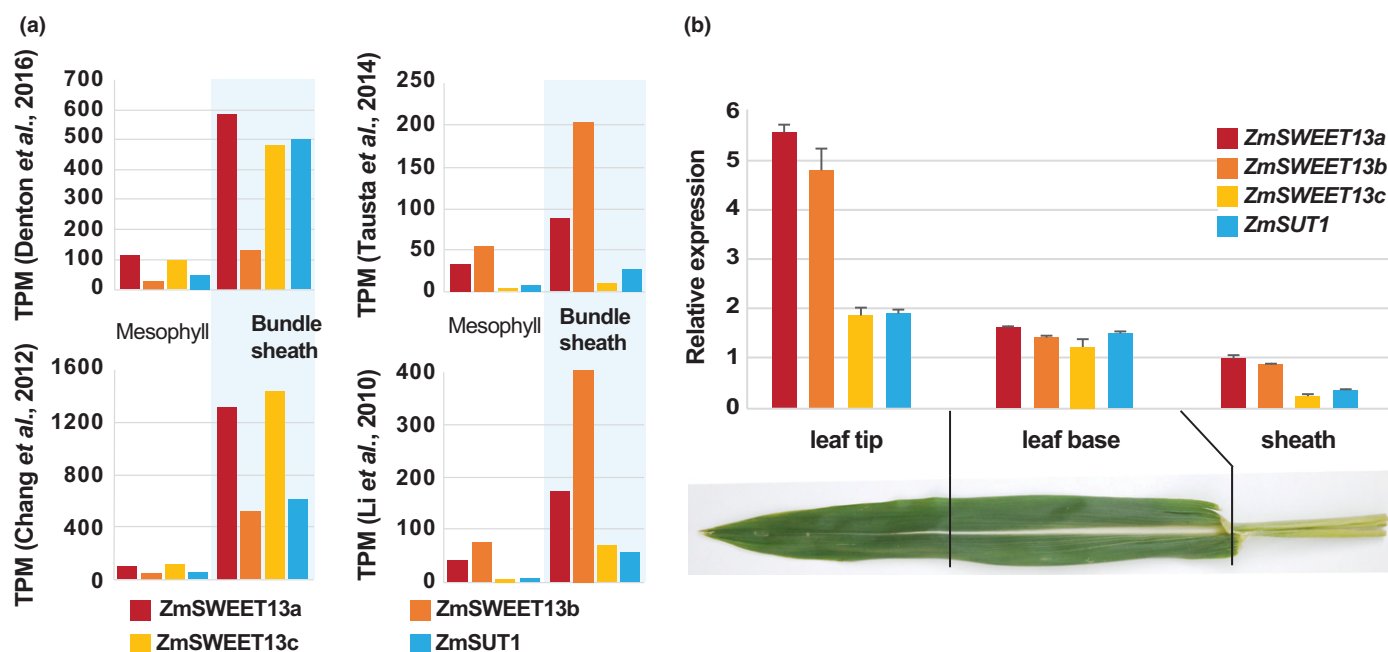 (a)
TPM (Denton et al., 2016)
700
600
500
400
300
200
100
0
Mesophyll
Bundle
sheath
TPM (Tausta et al., 2014)
250
200
150
100
50
0
Mesophyll
Bundle
sheath
TPM (Chang et al., 2012)
1600
1200
800
400
0
TPM (Li et al., 2010)
400
300
200
100
0
ZmSWEET13a
ZmSWEET13b
ZmSWEET13c
ZmSUT1
(b)
Relative expression
6
5
4
3
2
1
0
ZmSWEET13a
ZmSWEET13b
ZmSWEET13c
ZmSUT1
leaf tip
leaf base
sheath